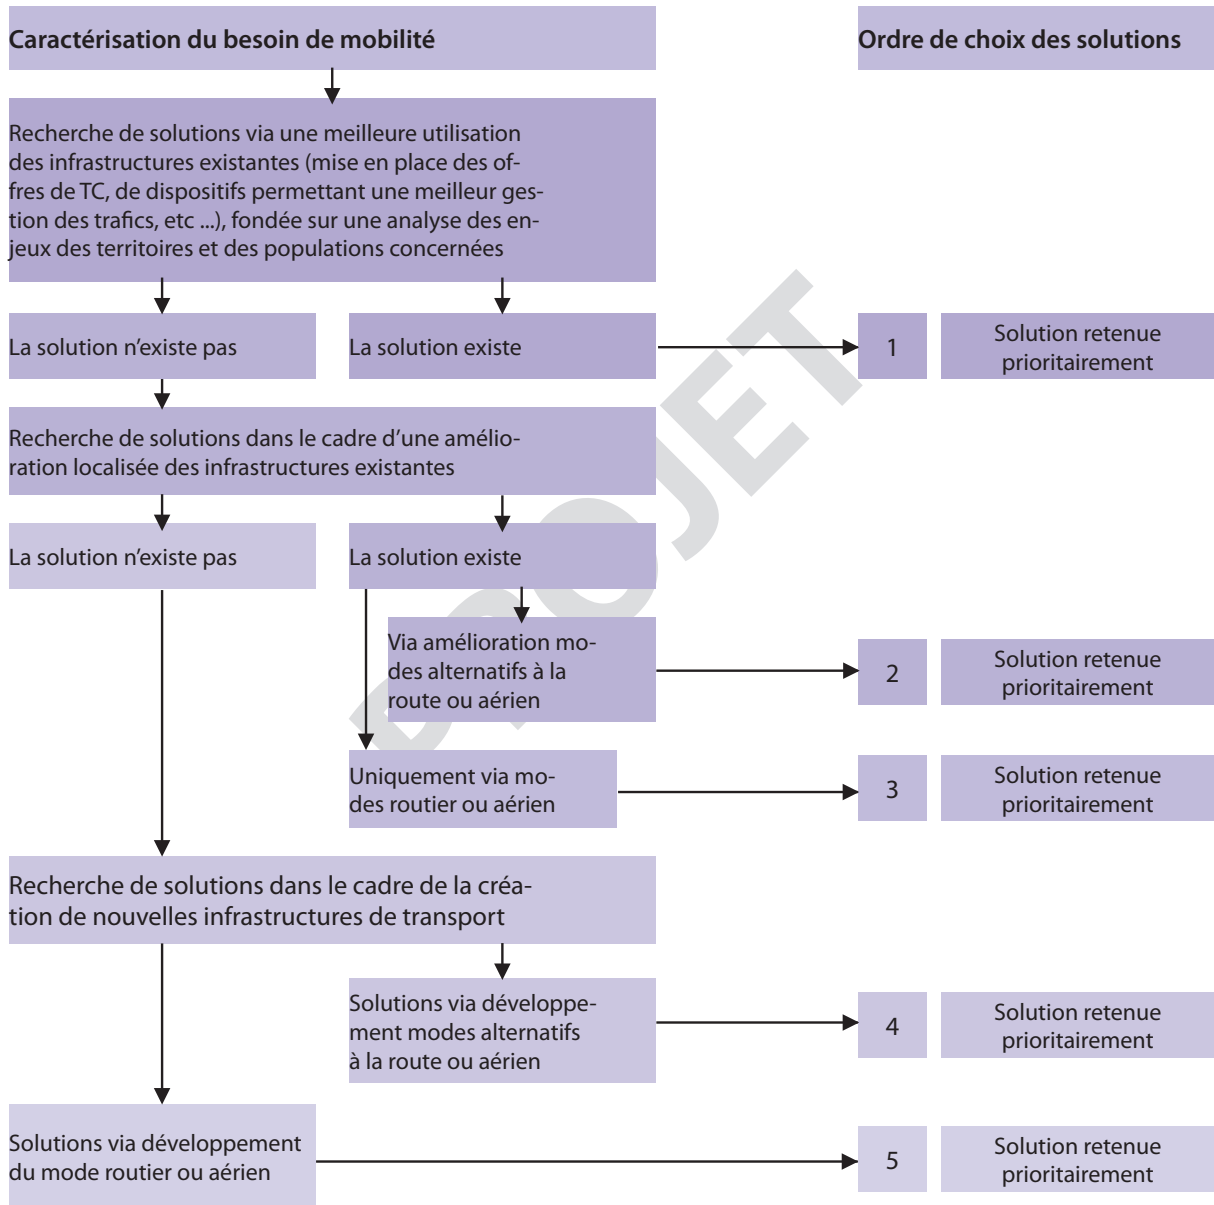 Caractérisation du besoin de mobilité
Ordre de choix des solutions
Recherche de solutions via une meilleure utilisation
des infrastructures existantes (mise en place des of-
fres de TC, de dispositifs permettant une meilleur ges-
tion des trafics, etc ...), fondée sur une analyse des en-
jeux des territoires et des populations concernées
La solution n'existe pas
La solution existe
1
Solution retenue
prioritairement
Recherche de solutions dans le cadre d'une amélio-
ration localisée des infrastructures existantes
La solution n'existe pas
La solution existe
Via amélioration mo-
des alternatifs à la
route ou aérien
2
Solution retenue
prioritairement
Uniquement via mo-
des routier ou aérien
3
Solution retenue
prioritairement
Recherche de solutions dans le cadre de la créa-
tion de nouvelles infrastructures de transport
Solutions via développe-
ment modes alternatifs
à la route ou aérien
4
Solution retenue
prioritairement
Solutions via développement
du mode routier ou aérien
5
Solution retenue
prioritairement
PROJET